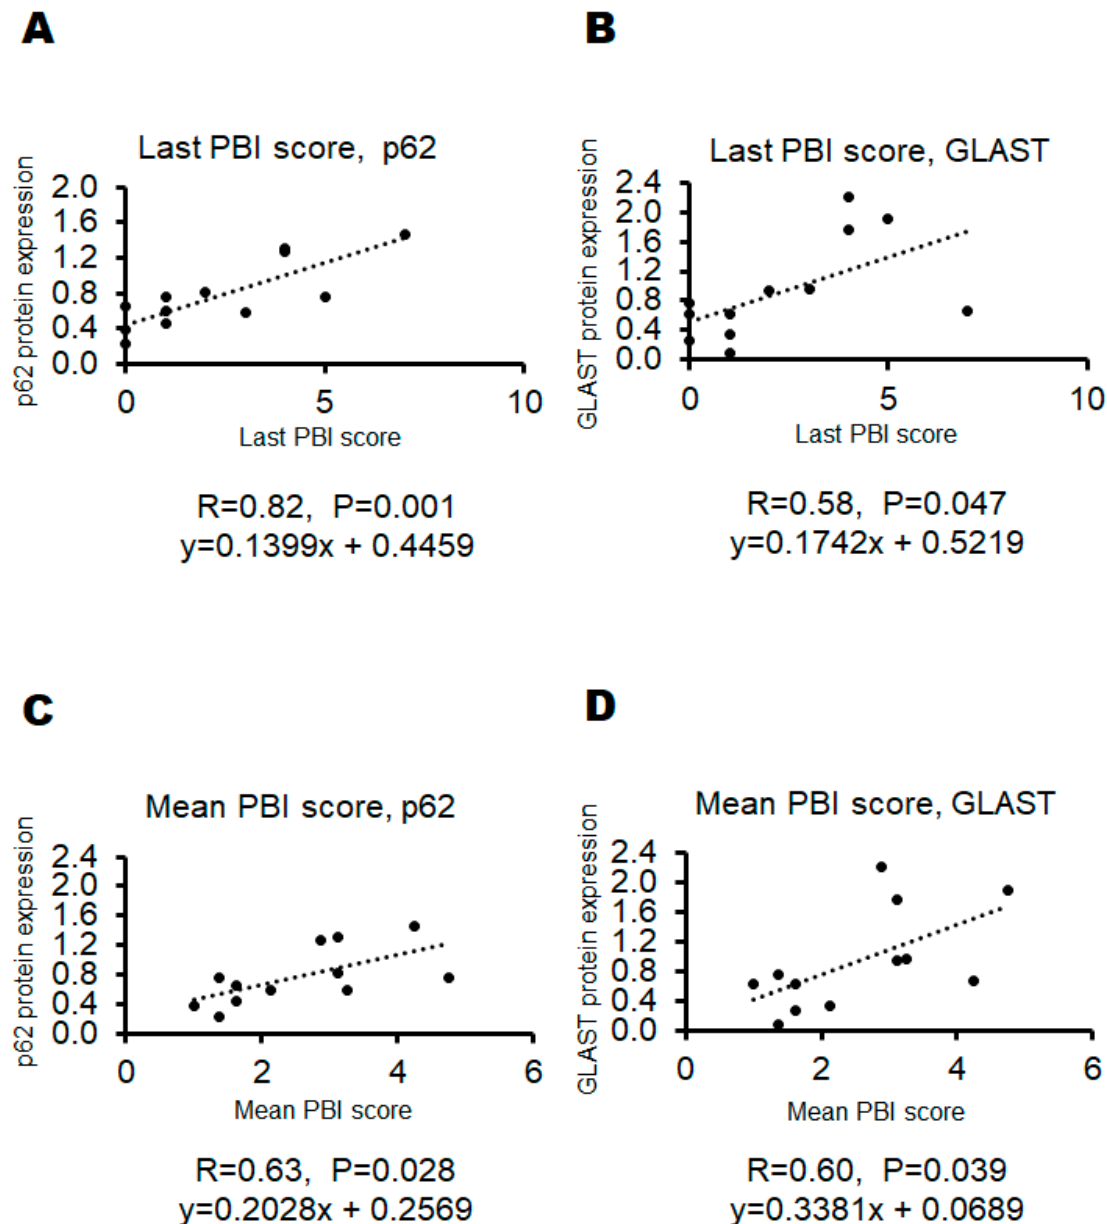 A
Last PBI score, p62
p62 protein expression
2.0
1.6
1.2
0.8
0.4
0.0
0 5 10
Last PBI score
R=0.82, P=0.001
y=0.1399x + 0.4459
B
Last PBI score, GLAST
GLAST protein expression
2.4
2.0
1.6
1.2
0.8
0.4
0.0
0 5 10
Last PBI score
R=0.58, P=0.047
y=0.1742x + 0.5219
C
Mean PBI score, p62
p62 protein expression
2.4
2.0
1.6
1.2
0.8
0.4
0.0
0 2 4 6
Mean PBI score
R=0.63, P=0.028
y=0.2028x + 0.2569
D
Mean PBI score, GLAST
GLAST protein expression
2.4
2.0
1.6
1.2
0.8
0.4
0.0
0 2 4 6
Mean PBI score
R=0.60, P=0.039
y=0.3381x + 0.0689